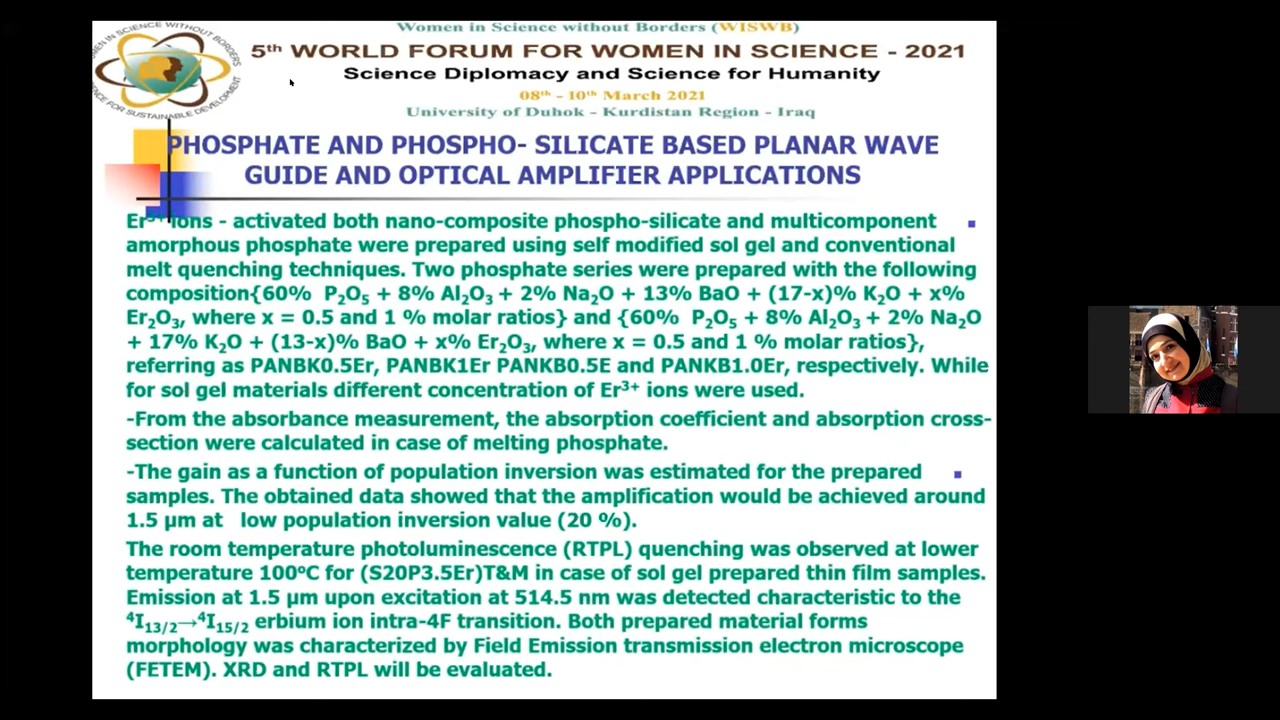 WOMEN IN SCIENCE WITHOUT BORDERS
SCIENCE FOR SUSTAINABLE DEVELOPMENT
Women in Science without Borders (WISWB)
5th WORLD FORUM FOR WOMEN IN SCIENCE - 2021
Science Diplomacy and Science for Humanity
08th - 10th March 2021
University of Duhok - Kurdistan Region - Iraq
PHOSPHATE AND PHOSPHO- SILICATE BASED PLANAR WAVE
GUIDE AND OPTICAL AMPLIFIER APPLICATIONS
Er³⁺ ions - activated both nano-composite phospho-silicate and multicomponent
amorphous phosphate were prepared using self modified sol gel and conventional
melt quenching techniques. Two phosphate series were prepared with the following
composition{60% P₂O₅ + 8% Al₂O₃ + 2% Na₂O + 13% BaO + (17-x)% K₂O + x%
Er₂O₃, where x = 0.5 and 1 % molar ratios} and {60% P₂O₅ + 8% Al₂O₃ + 2% Na₂O
+ 17% K₂O + (13-x)% BaO + x% Er₂O₃, where x = 0.5 and 1 % molar ratios},
referring as PANBK0.5Er, PANBK1Er PANKB0.5E and PANKB1.0Er, respectively. While
for sol gel materials different concentration of Er³⁺ ions were used.
-From the absorbance measurement, the absorption coefficient and absorption cross-
section were calculated in case of melting phosphate.
-The gain as a function of population inversion was estimated for the prepared
samples. The obtained data showed that the amplification would be achieved around
1.5 µm at low population inversion value (20 %).
The room temperature photoluminescence (RTPL) quenching was observed at lower
temperature 100ºC for (S20P3.5Er)T&M in case of sol gel prepared thin film samples.
Emission at 1.5 µm upon excitation at 514.5 nm was detected characteristic to the
⁴I₁₃/₂→⁴I₁₅/₂ erbium ion intra-4F transition. Both prepared material forms
morphology was characterized by Field Emission transmission electron microscope
(FETEM). XRD and RTPL will be evaluated.